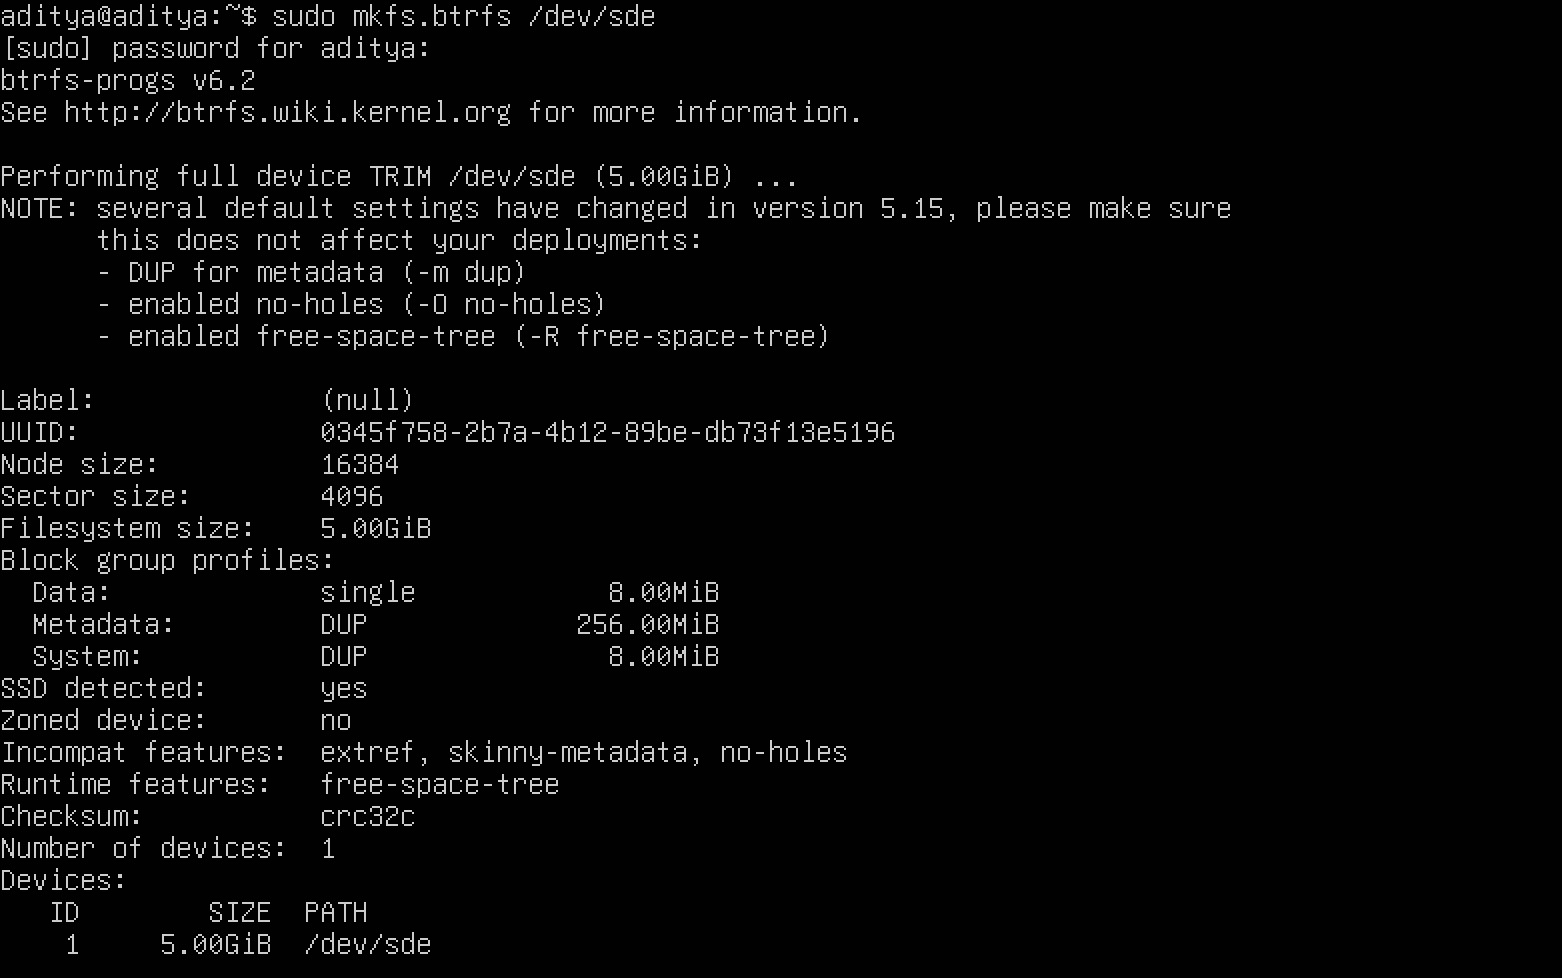 aditya@aditya:~$ sudo mkfs.btrfs /dev/sde
[sudo] password for aditya:
btrfs-progs v6.2
See http://btrfs.wiki.kernel.org for more information.
Performing full device TRIM /dev/sde (5.00GiB) ...
NOTE: several default settings have changed in version 5.15, please make sure
      this does not affect your deployments:
      - DUP for metadata (-m dup)
      - enabled no-holes (-O no-holes)
      - enabled free-space-tree (-R free-space-tree)
Label:              (null)
UUID:               0345f758-2b7a-4b12-89be-db73f13e5196
Node size:          16384
Sector size:        4096
Filesystem size:    5.00GiB
Block group profiles:
  Data:             single            8.00MiB
  Metadata:         DUP             256.00MiB
  System:           DUP               8.00MiB
SSD detected:       yes
Zoned device:       no
Incompat features:  extref, skinny-metadata, no-holes
Runtime features:   free-space-tree
Checksum:           crc32c
Number of devices:  1
Devices:
   ID        SIZE  PATH
    1     5.00GiB  /dev/sde